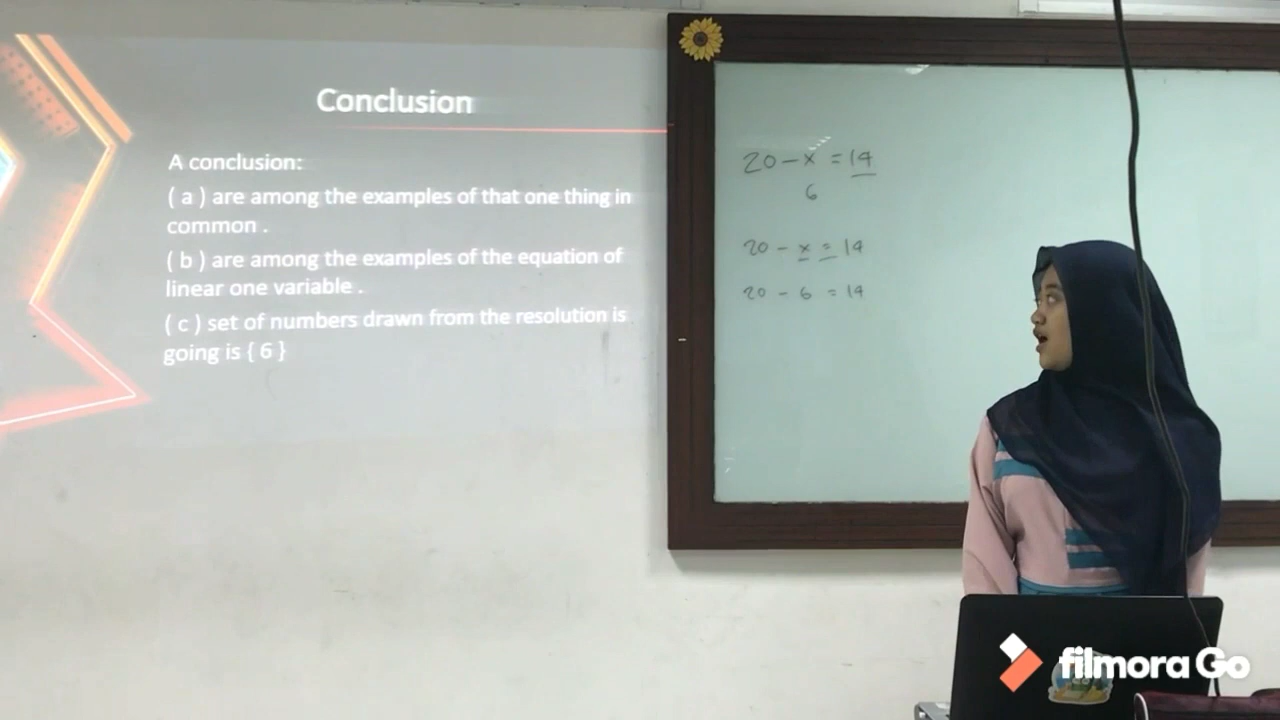 Conclusion
A conclusion:
( a ) are among the examples of that one thing in
common .
( b ) are among the examples of the equation of
linear one variable .
( c ) set of numbers drawn from the resolution is
going is { 6 }
20 - x = 14
6
20 - x = 14
20 - 6 = 14
filmora Go